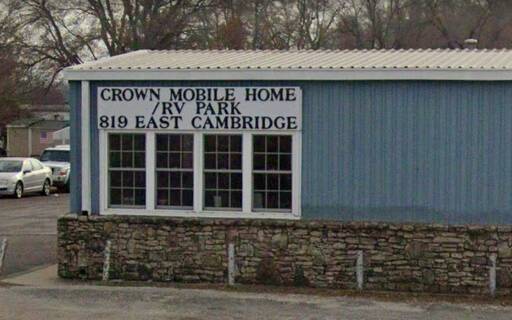 CROWN MOBILE HOME
/RV PARK
819 EAST CAMBRIDGE